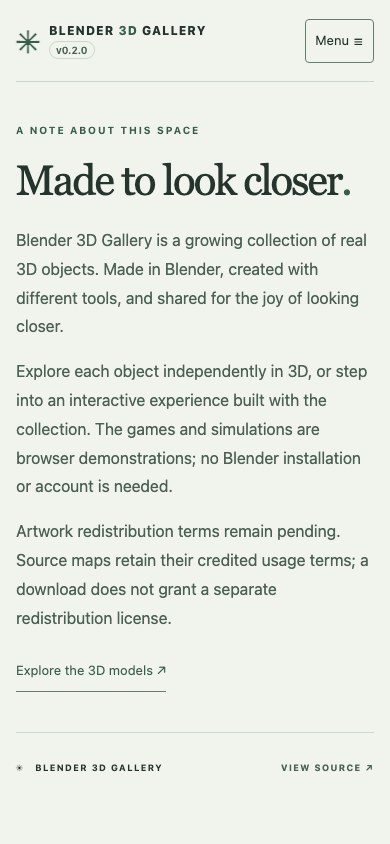 BLENDER 3D GALLERY
v0.2.0
Menu ≡
A NOTE ABOUT THIS SPACE
Made to look closer.
Blender 3D Gallery is a growing collection of real
3D objects. Made in Blender, created with
different tools, and shared for the joy of looking
closer.
Explore each object independently in 3D, or step
into an interactive experience built with the
collection. The games and simulations are
browser demonstrations; no Blender installation
or account is needed.
Artwork redistribution terms remain pending.
Source maps retain their credited usage terms; a
download does not grant a separate
redistribution license.
Explore the 3D models ↗
✳ BLENDER 3D GALLERY
VIEW SOURCE ↗